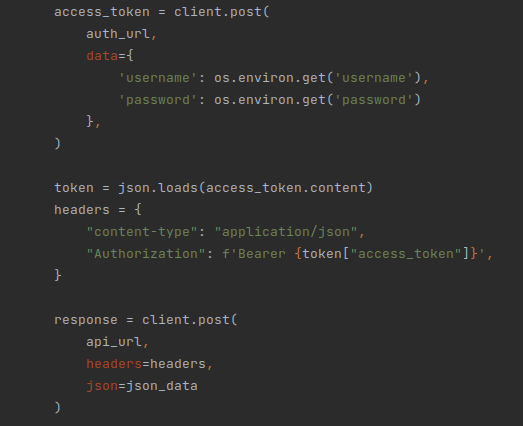 access_token = client.post(
    auth_url,
    data={
        'username': os.environ.get('username'),
        'password': os.environ.get('password')
    },
)
token = json.loads(access_token.content)
headers = {
    "content-type": "application/json",
    "Authorization": f'Bearer {token["access_token"]}',
}
response = client.post(
    api_url,
    headers=headers,
    json=json_data
)